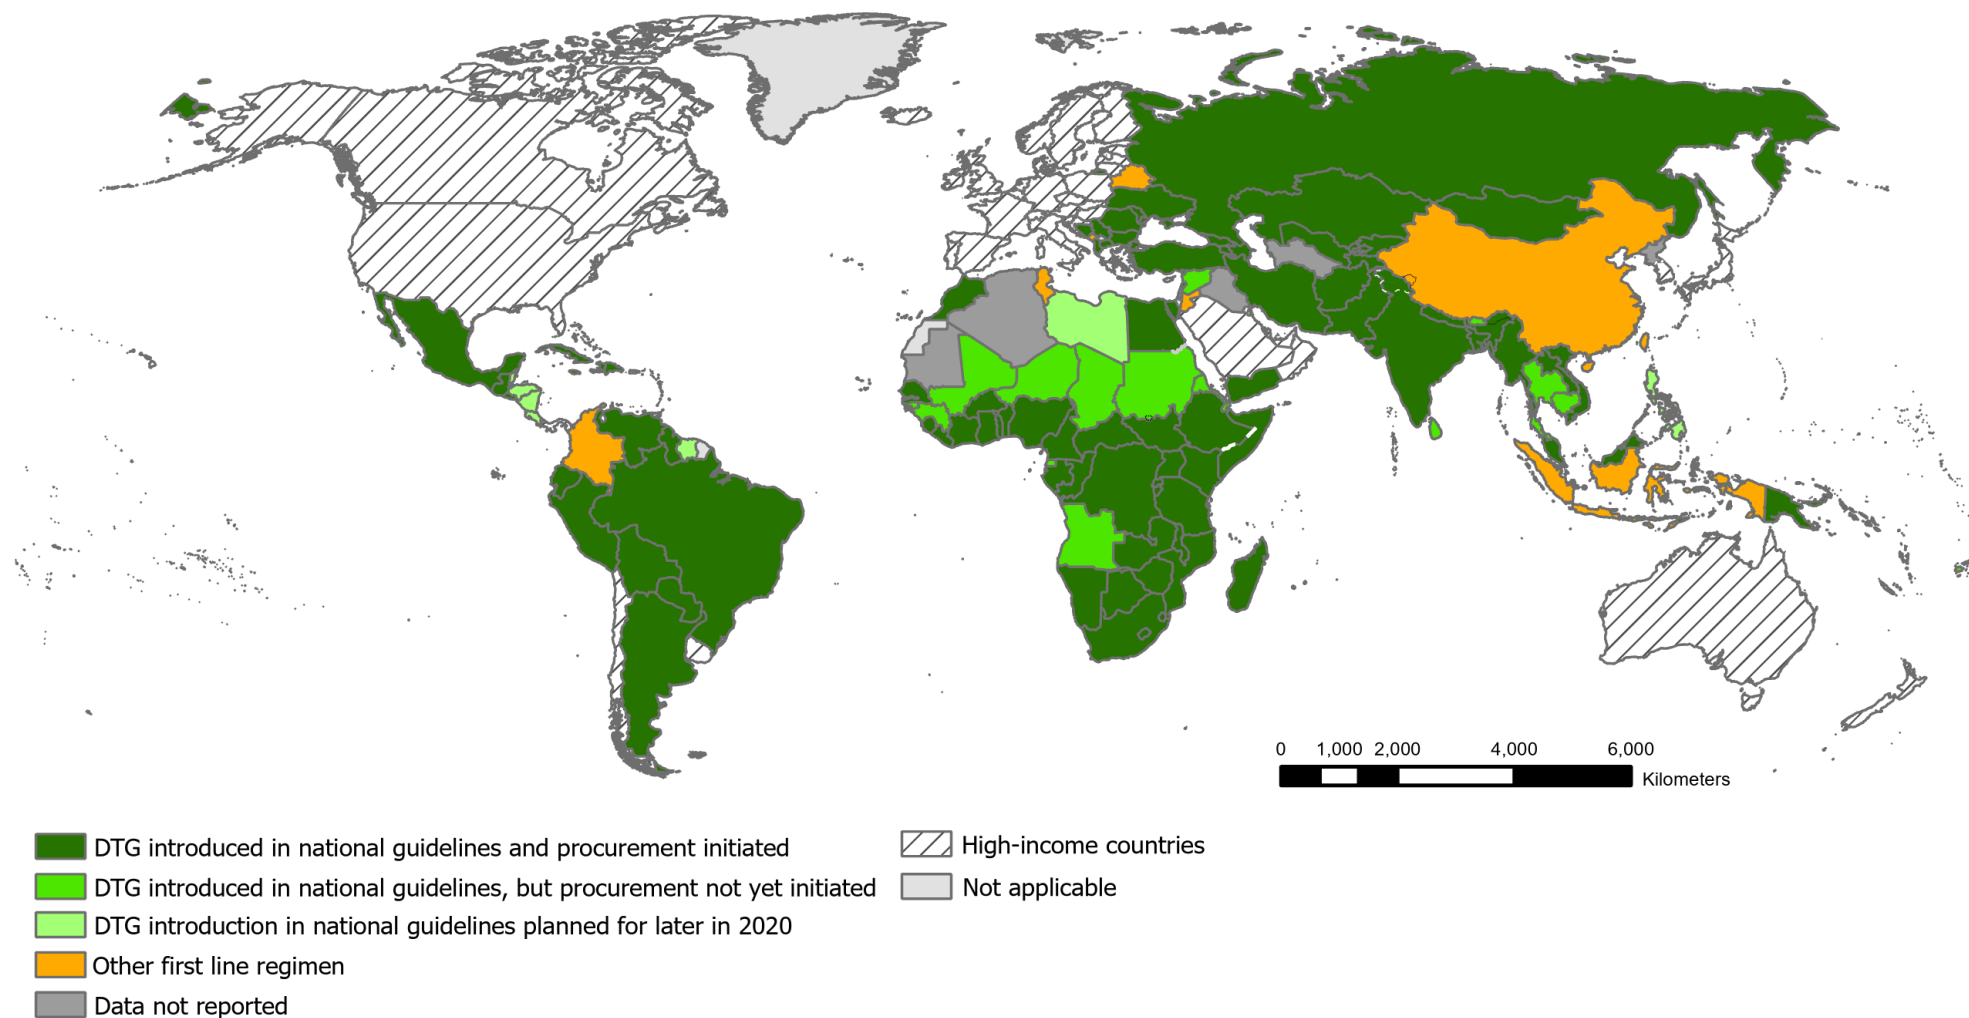 0 1,000 2,000 4,000 6,000
Kilometers
DTG introduced in national guidelines and procurement initiated
DTG introduced in national guidelines, but procurement not yet initiated
DTG introduction in national guidelines planned for later in 2020
Other first line regimen
Data not reported
High-income countries
Not applicable